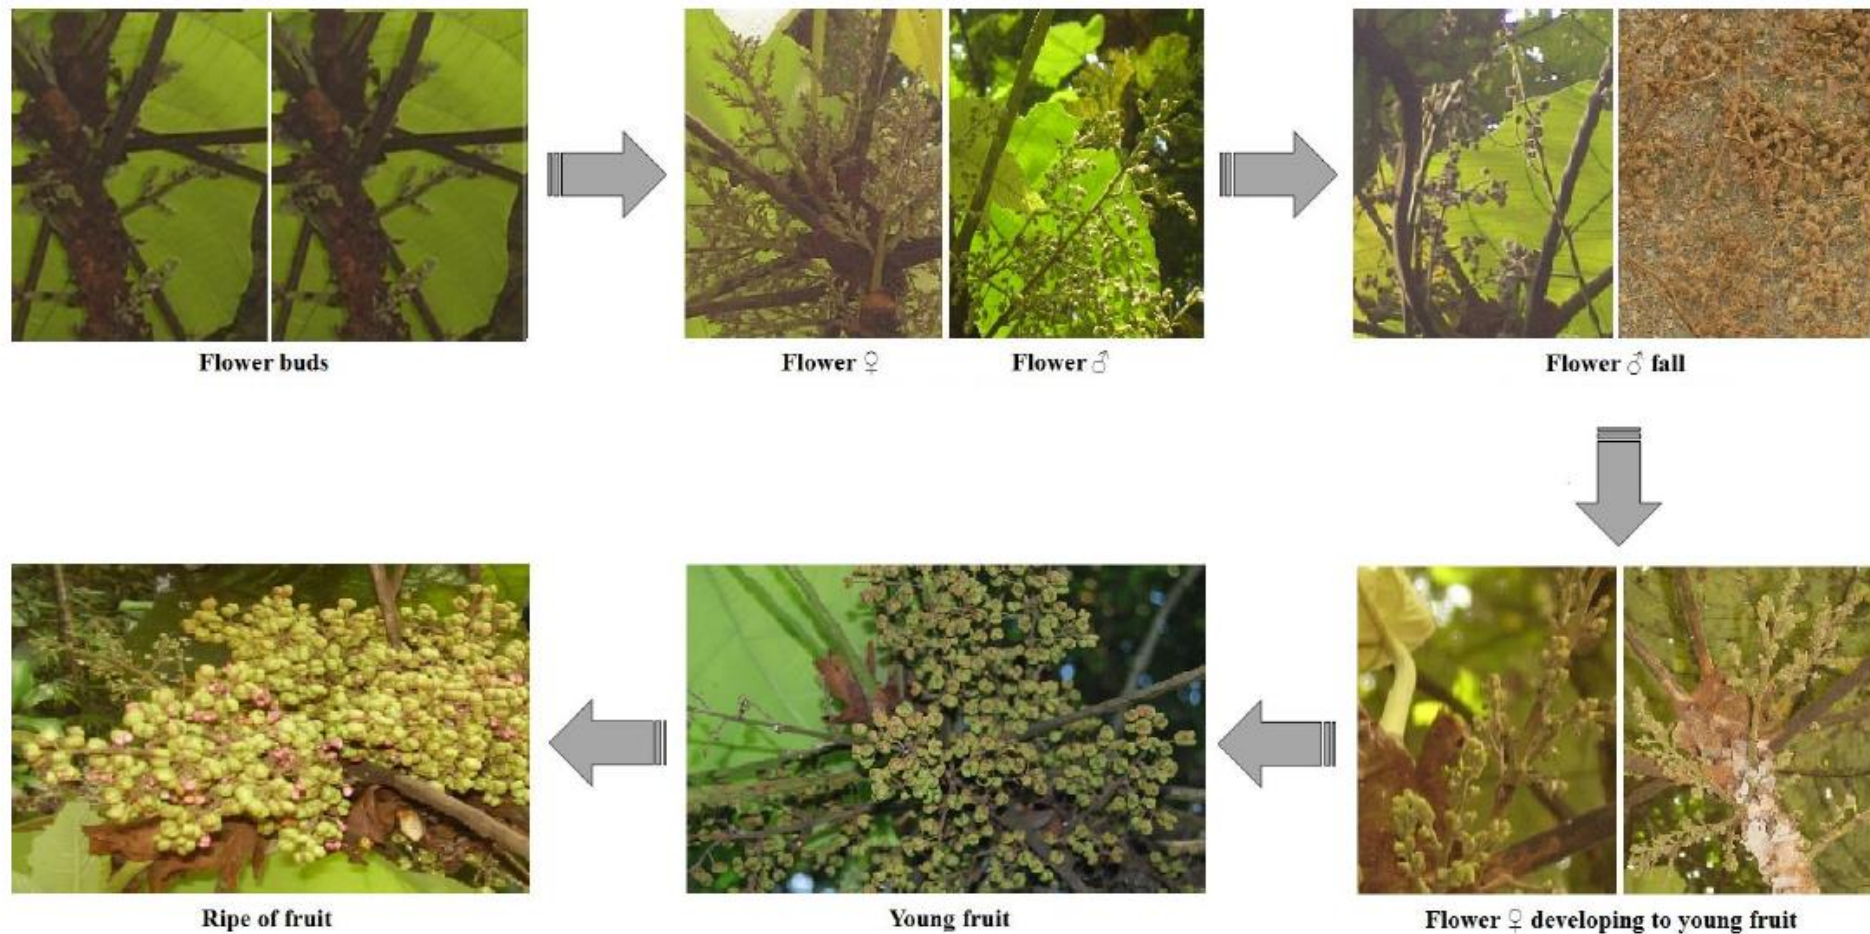 Flower buds
Flower ♀
Flower ♂
Flower ♂ fall
Flower ♀ developing to young fruit
Young fruit
Ripe of fruit